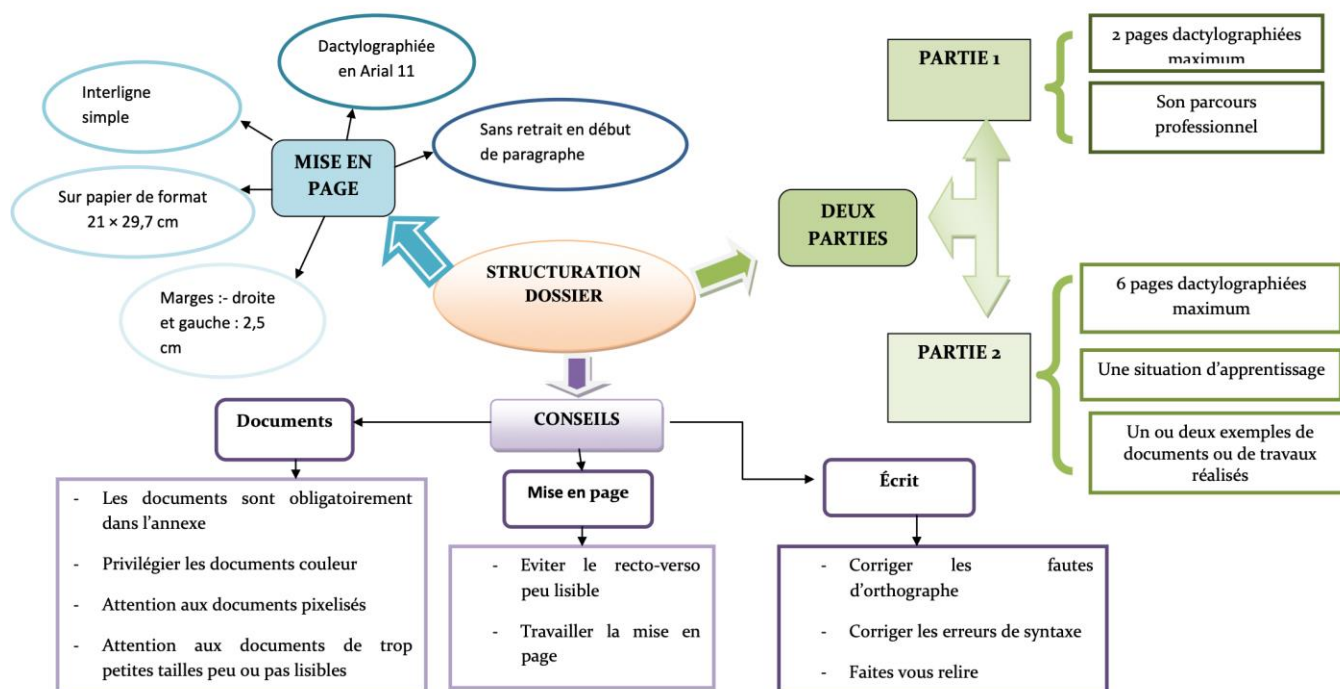 Dactylographiée
en Arial 11
Interligne
simple
Sans retrait en début
de paragraphe
MISE EN
PAGE
Sur papier de format
21 × 29,7 cm
Marges :- droite
et gauche : 2,5
cm
STRUCTURATION
DOSSIER
DEUX
PARTIES
PARTIE 1
2 pages dactylographiées
maximum
Son parcours
professionnel
PARTIE 2
6 pages dactylographiées
maximum
Une situation d’apprentissage
Un ou deux exemples de
documents ou de travaux
réalisés
CONSEILS
Documents
- Les documents sont obligatoirement
dans l’annexe
- Privilégier les documents couleur
- Attention aux documents pixelisés
- Attention aux documents de trop
petites tailles peu ou pas lisibles
Mise en page
- Eviter le recto-verso
peu lisible
- Travailler la mise en
page
Écrit
- Corriger les fautes
d’orthographe
- Corriger les erreurs de syntaxe
- Faites vous relire